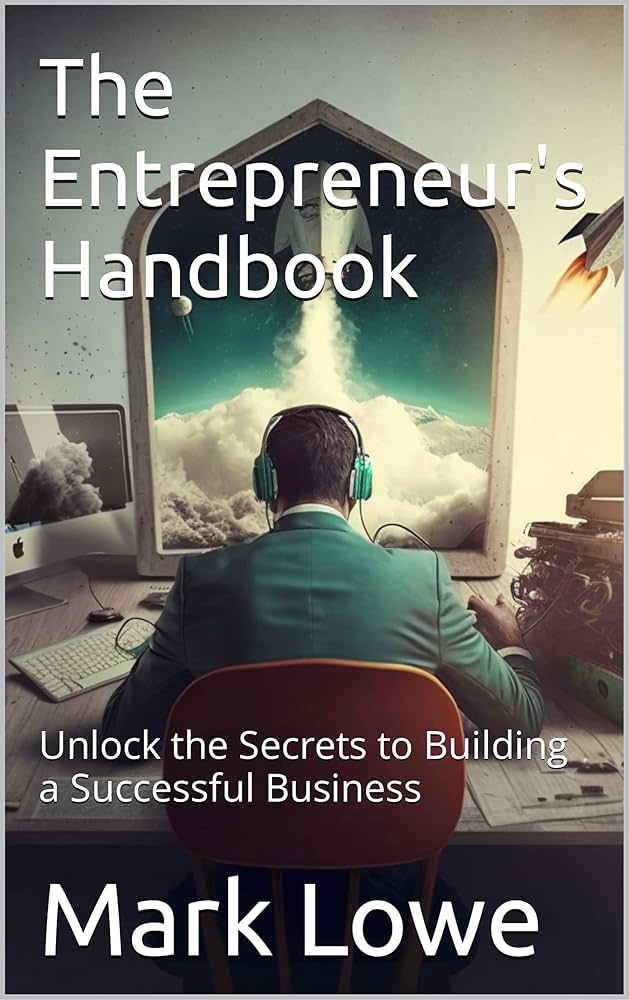 The
Entrepreneur's
Handbook
Unlock the Secrets to Building
a Successful Business
Mark Lowe